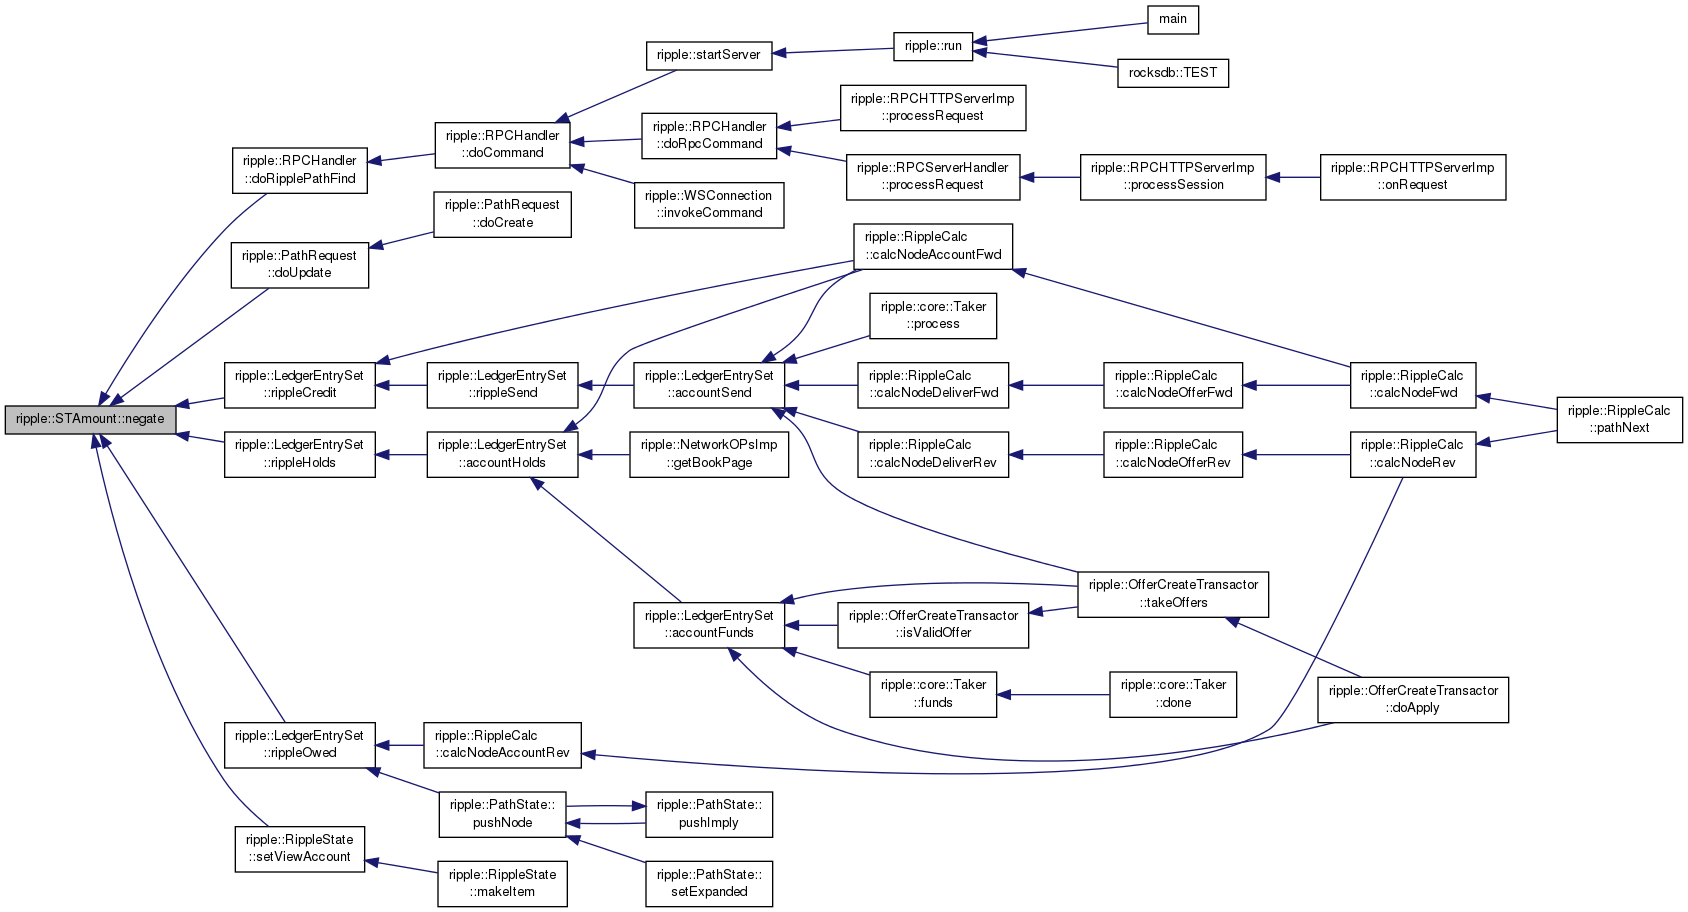 main
ripple::startServer
ripple::run
rocksdb::TEST
ripple::RPCHTTPServerImp
::processRequest
ripple::RPCHandler
::doCommand
ripple::RPCHandler
::doRpcCommand
ripple::RPCHandler
::doRipplePathFind
ripple::RPCServerHandler
::processRequest
ripple::RPCHTTPServerImp
::processSession
ripple::RPCHTTPServerImp
::onRequest
ripple::WSConnection
::invokeCommand
ripple::PathRequest
::doCreate
ripple::PathRequest
::doUpdate
ripple::RippleCalc
::calcNodeAccountFwd
ripple::core::Taker
::process
ripple::LedgerEntrySet
::rippleCredit
ripple::LedgerEntrySet
::rippleSend
ripple::LedgerEntrySet
::accountSend
ripple::RippleCalc
::calcNodeDeliverFwd
ripple::RippleCalc
::calcNodeOfferFwd
ripple::RippleCalc
::calcNodeFwd
ripple::STAmount::negate
ripple::RippleCalc
::pathNext
ripple::LedgerEntrySet
::rippleHolds
ripple::LedgerEntrySet
::accountHolds
ripple::NetworkOPsImp
::getBookPage
ripple::RippleCalc
::calcNodeDeliverRev
ripple::RippleCalc
::calcNodeOfferRev
ripple::RippleCalc
::calcNodeRev
ripple::OfferCreateTransactor
::takeOffers
ripple::LedgerEntrySet
::accountFunds
ripple::OfferCreateTransactor
::isValidOffer
ripple::core::Taker
::funds
ripple::core::Taker
::done
ripple::OfferCreateTransactor
::doApply
ripple::LedgerEntrySet
::rippleOwed
ripple::RippleCalc
::calcNodeAccountRev
ripple::PathState::
pushNode
ripple::PathState::
pushImply
ripple::RippleState
::setViewAccount
ripple::RippleState
::makeItem
ripple::PathState::
setExpanded